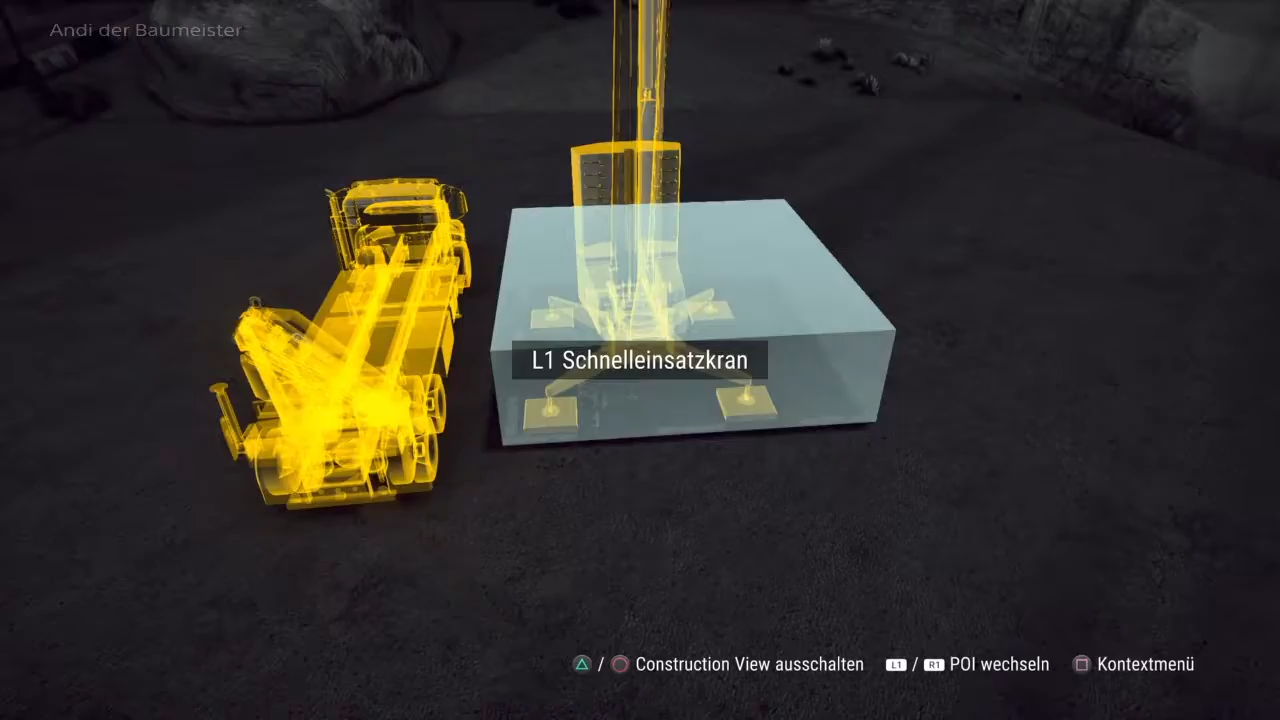 Andi der Baumeister
L1 Schnelleinsatzkran
/ Construction View ausschalten L1 / R1 POI wechseln Kontextmenü